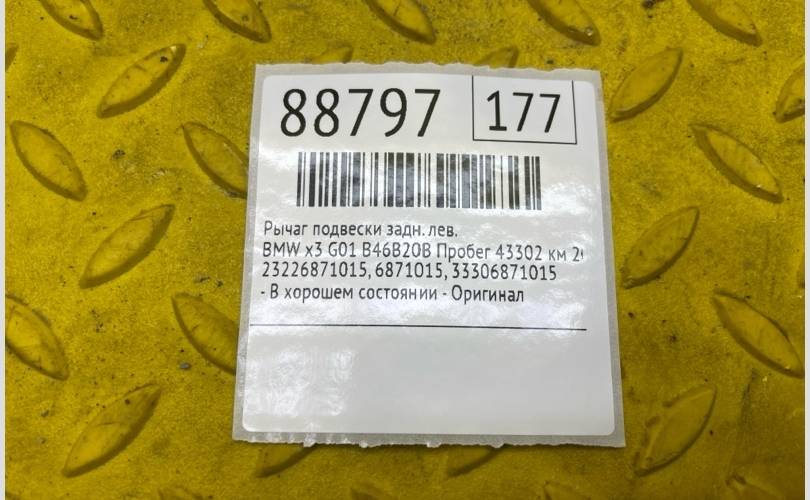 88797 177
Рычаг подвески задн. лев.
BMW x3 G01 B46B20B Пробег 43302 км
23226871015, 6871015, 33306871015
- В хорошем состоянии - Оригинал